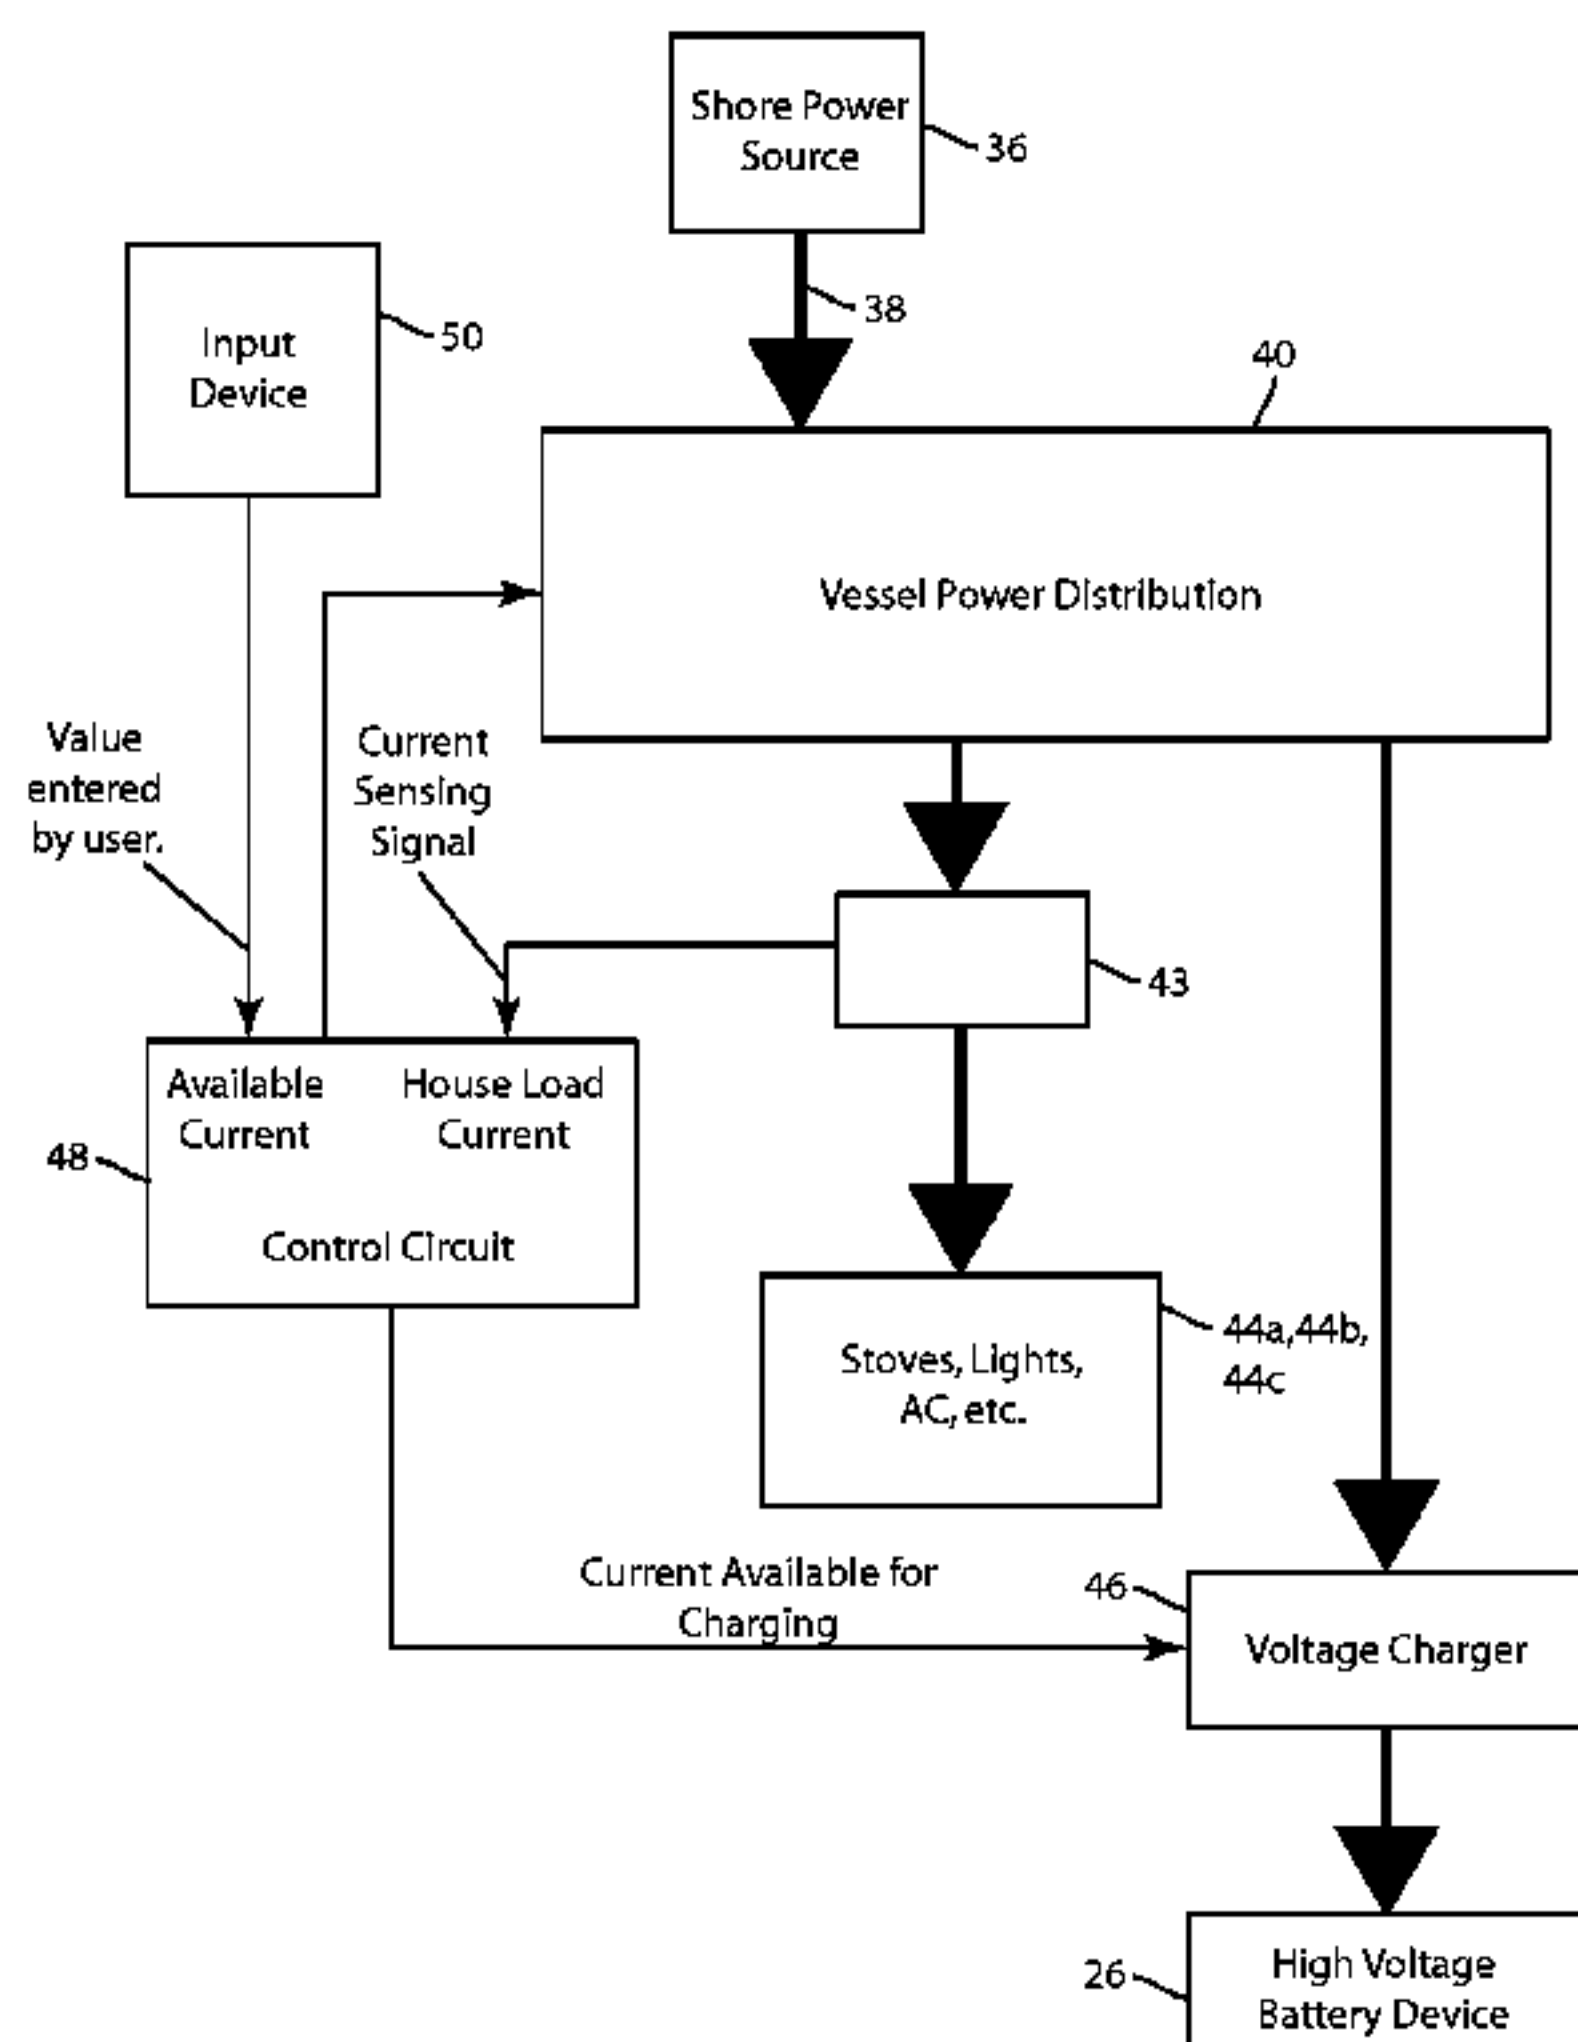 Shore Power
Source
36
38
Input
Device
50
40
Vessel Power Distribution
Value
entered
by user.
Current
Sensing
Signal
43
Available
Current
House Load
Current
48
Control Circuit
44a,44b,
44c
Stoves, Lights,
AC, etc.
Current Available for
Charging
46
Voltage Charger
26
High Voltage
Battery Device